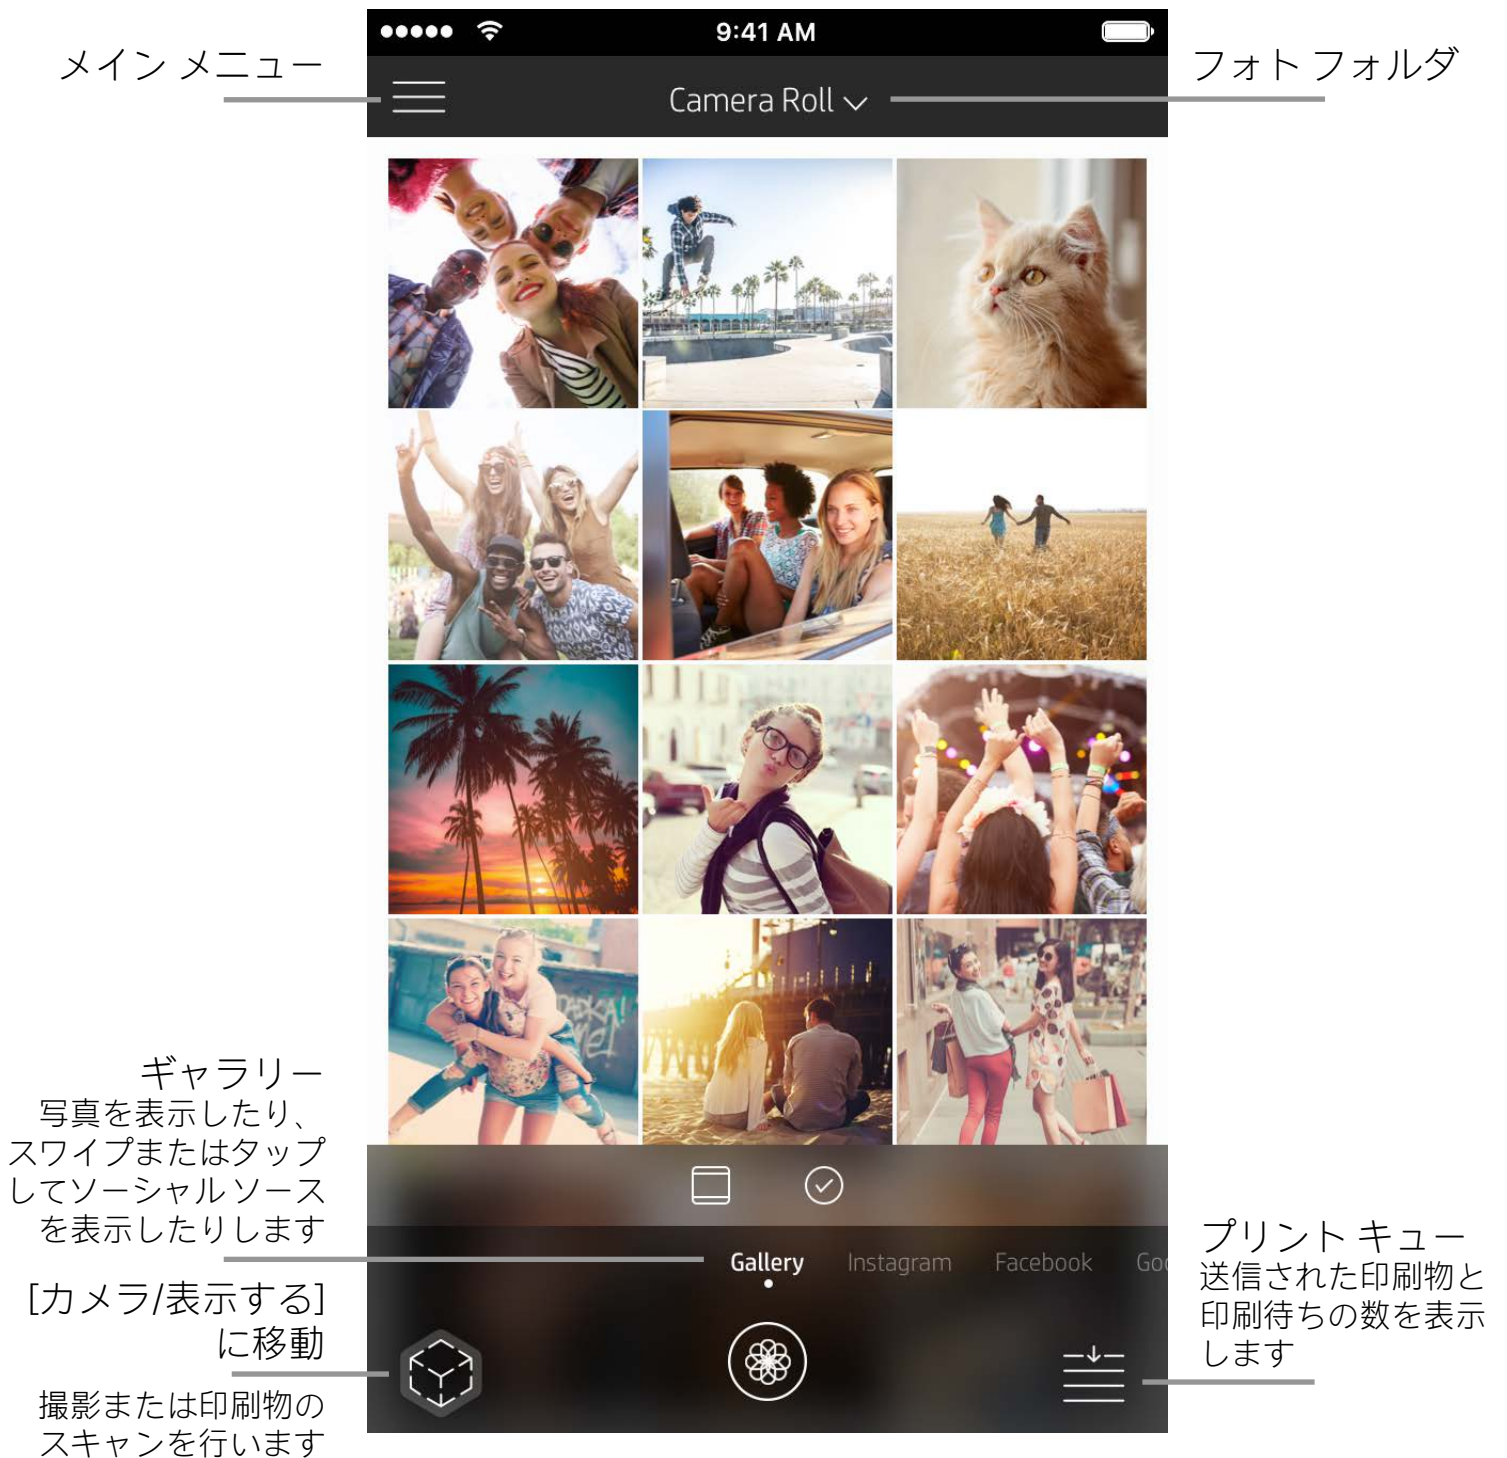 9:41 AM
メイン メニュー
Camera Roll
フォト フォルダ
ギャラリー
写真を表示したり、
スワイプまたはタップ
してソーシャル ソース
を表示したりします
Gallery
Instagram
Facebook
Goo
[カメラ/表示する]
に移動
撮影または印刷物の
スキャンを行います
プリント キュー
送信された印刷物と
印刷待ちの数を表示
します